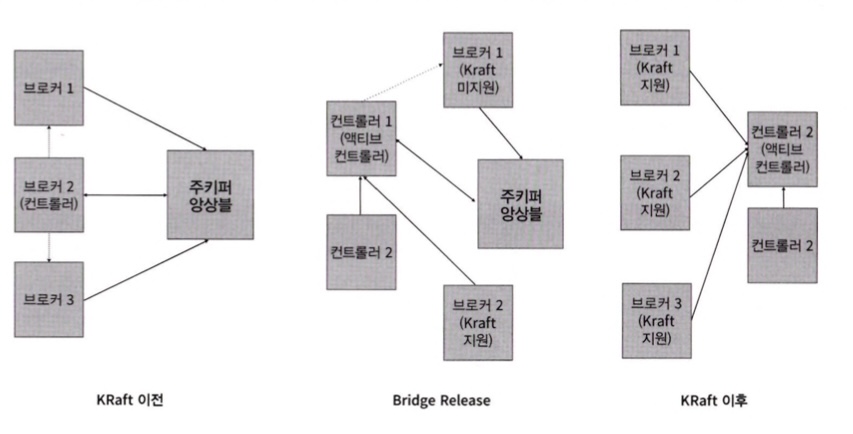 브로커 1
브로커 2
(컨트롤러)
브로커 3
주키퍼
앙상블
KRaft 이전
브로커 1
(Kraft
미지원)
컨트롤러 1
(액티브
컨트롤러)
주키퍼
앙상블
컨트롤러 2
브로커 2
(Kraft
지원)
Bridge Release
브로커 1
(Kraft
지원)
컨트롤러 2
(액티브
컨트롤러)
브로커 2
(Kraft
지원)
컨트롤러 2
브로커 3
(Kraft
지원)
KRaft 이후